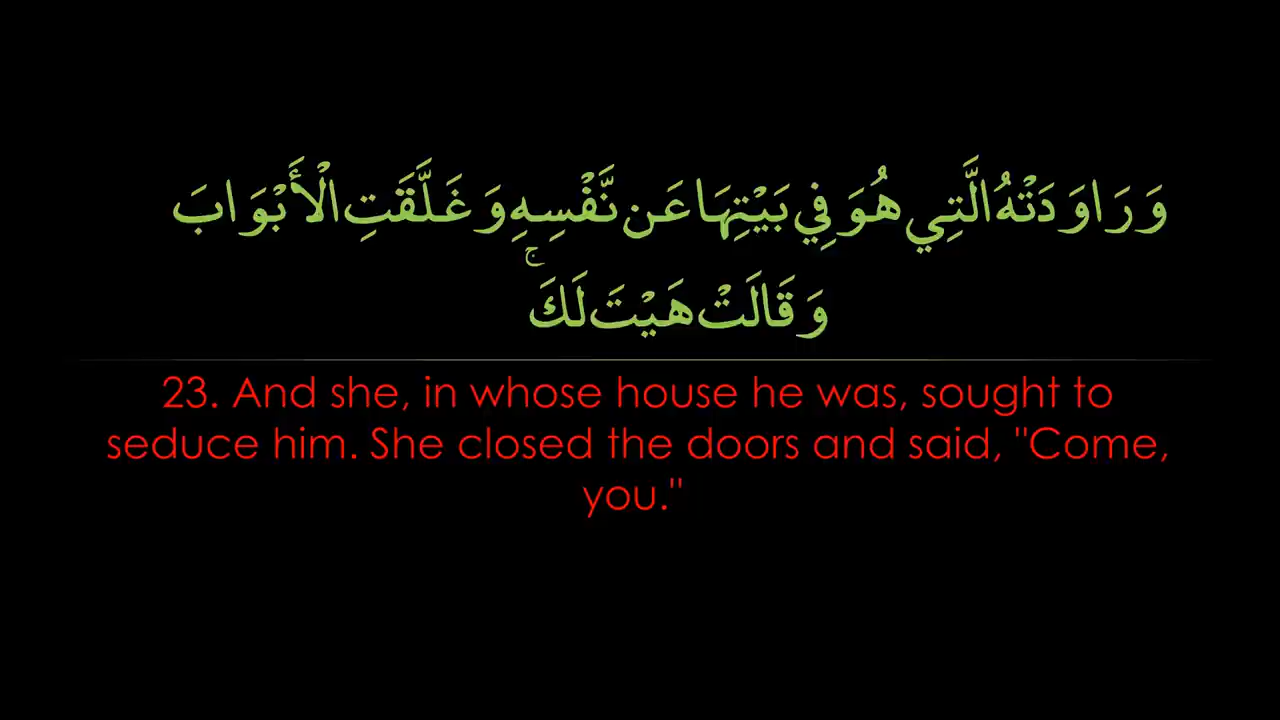 وَرَاوَدَتْهُ الَّتِي هُوَ فِي بَيْتِهَا عَن نَّفْسِهِ وَغَلَّقَتِ الْأَبْوَابَ
وَقَالَتْ هَيْتَ لَكَ ۚ
23. And she, in whose house he was, sought to
seduce him. She closed the doors and said, "Come,
you."